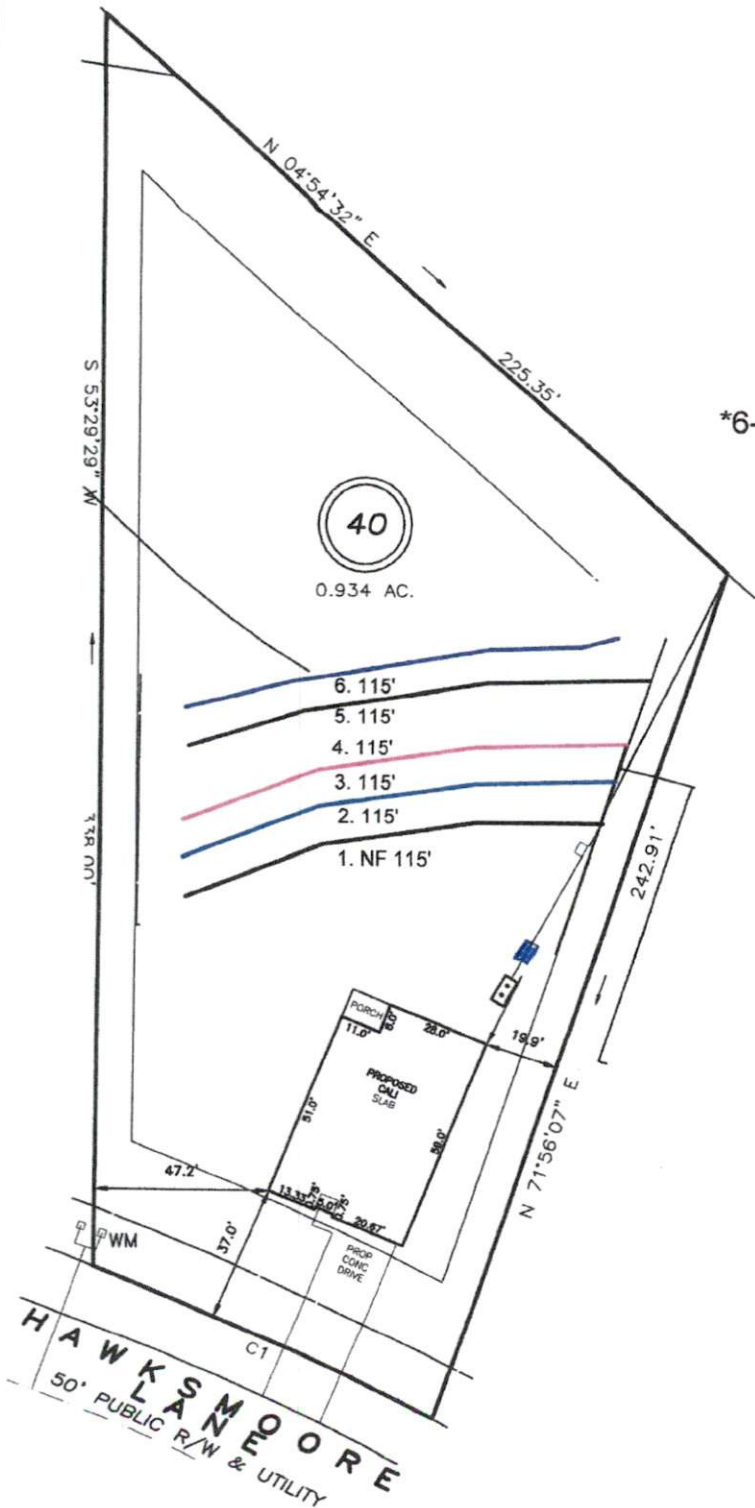 N 04°54'32" E
225.35'
S 53°29'29" W
*6-
40
0.934 AC.
6. 115'
5. 115'
4. 115'
3. 115'
2. 115'
1. NF 115'
338.00'
242.91'
PORCH
11.0'
6.0'
28.0'
19.9'
PROPOSED
CALI
SLAB
51.0'
N 71°56'07" E
47.2'
13.33'
5.0'
20.67'
37.0'
WM
PROP
CONC
DRIVE
C1
HAWKSMOORE
LANE
50' PUBLIC R/W & UTILITY